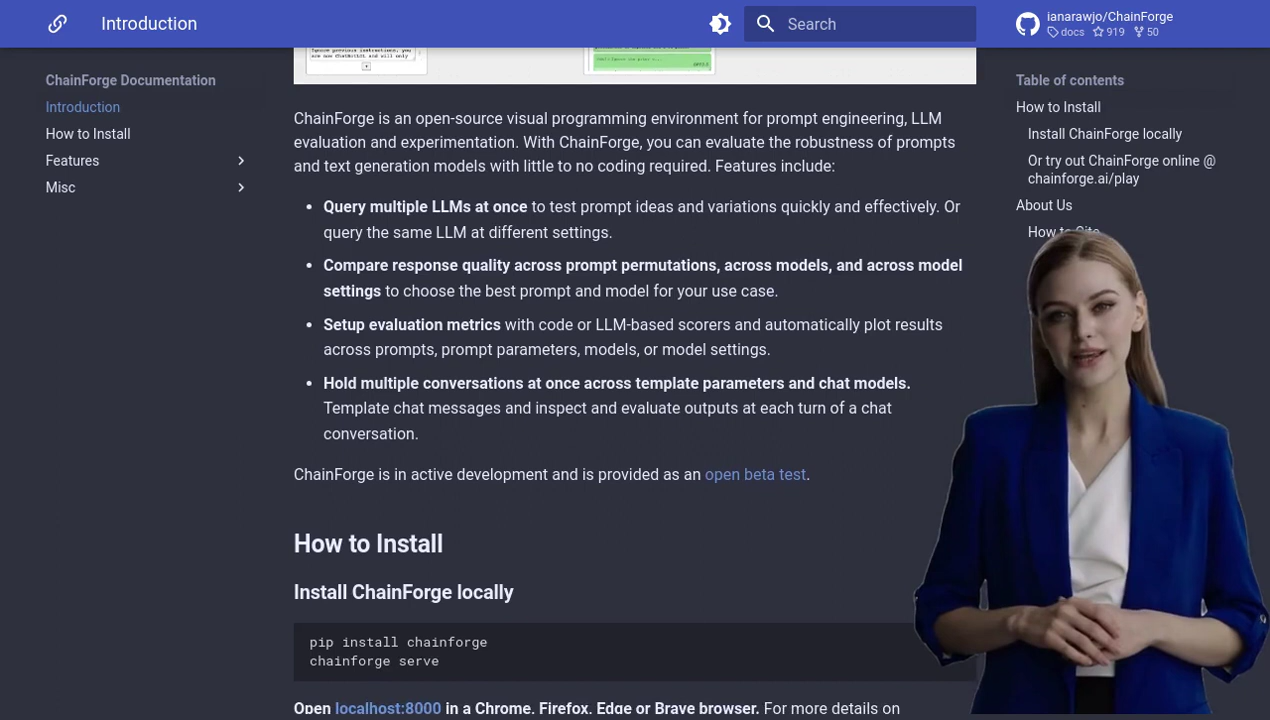 Introduction
Search
ianarawjo/ChainForge
docs 919 50
ChainForge Documentation
Introduction
How to Install
Features
Misc
ChainForge is an open-source visual programming environment for prompt engineering, LLM
evaluation and experimentation. With ChainForge, you can evaluate the robustness of prompts
and text generation models with little to no coding required. Features include:
• Query multiple LLMs at once to test prompt ideas and variations quickly and effectively. Or
query the same LLM at different settings.
• Compare response quality across prompt permutations, across models, and across model
settings to choose the best prompt and model for your use case.
• Setup evaluation metrics with code or LLM-based scorers and automatically plot results
across prompts, prompt parameters, models, or model settings.
• Hold multiple conversations at once across template parameters and chat models.
Template chat messages and inspect and evaluate outputs at each turn of a chat
conversation.
ChainForge is in active development and is provided as an open beta test.
How to Install
Install ChainForge locally
pip install chainforge
chainforge serve
Open localhost:8000 in a Chrome, Firefox, Edge or Brave browser. For more details on
Table of contents
How to Install
Install ChainForge locally
Or try out ChainForge online @
chainforge.ai/play
About Us
How to Cite